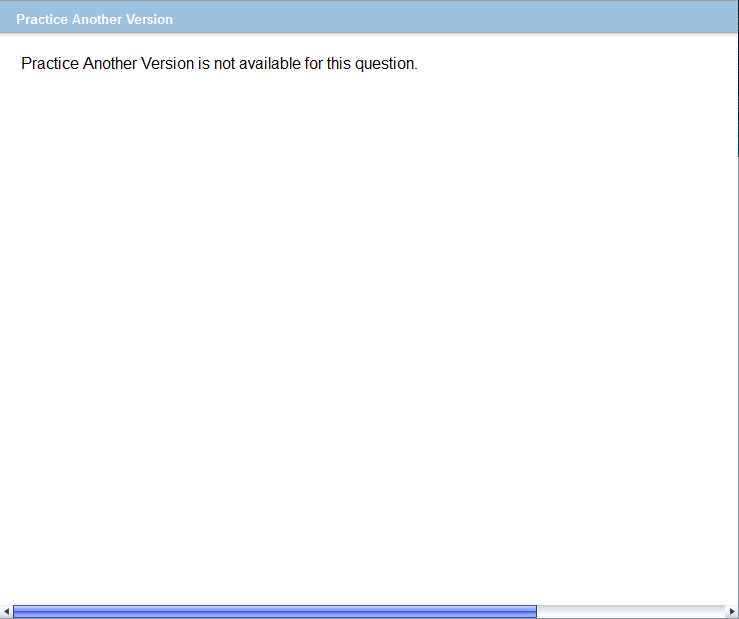 Practice Another Version
Practice Another Version is not available for this question.